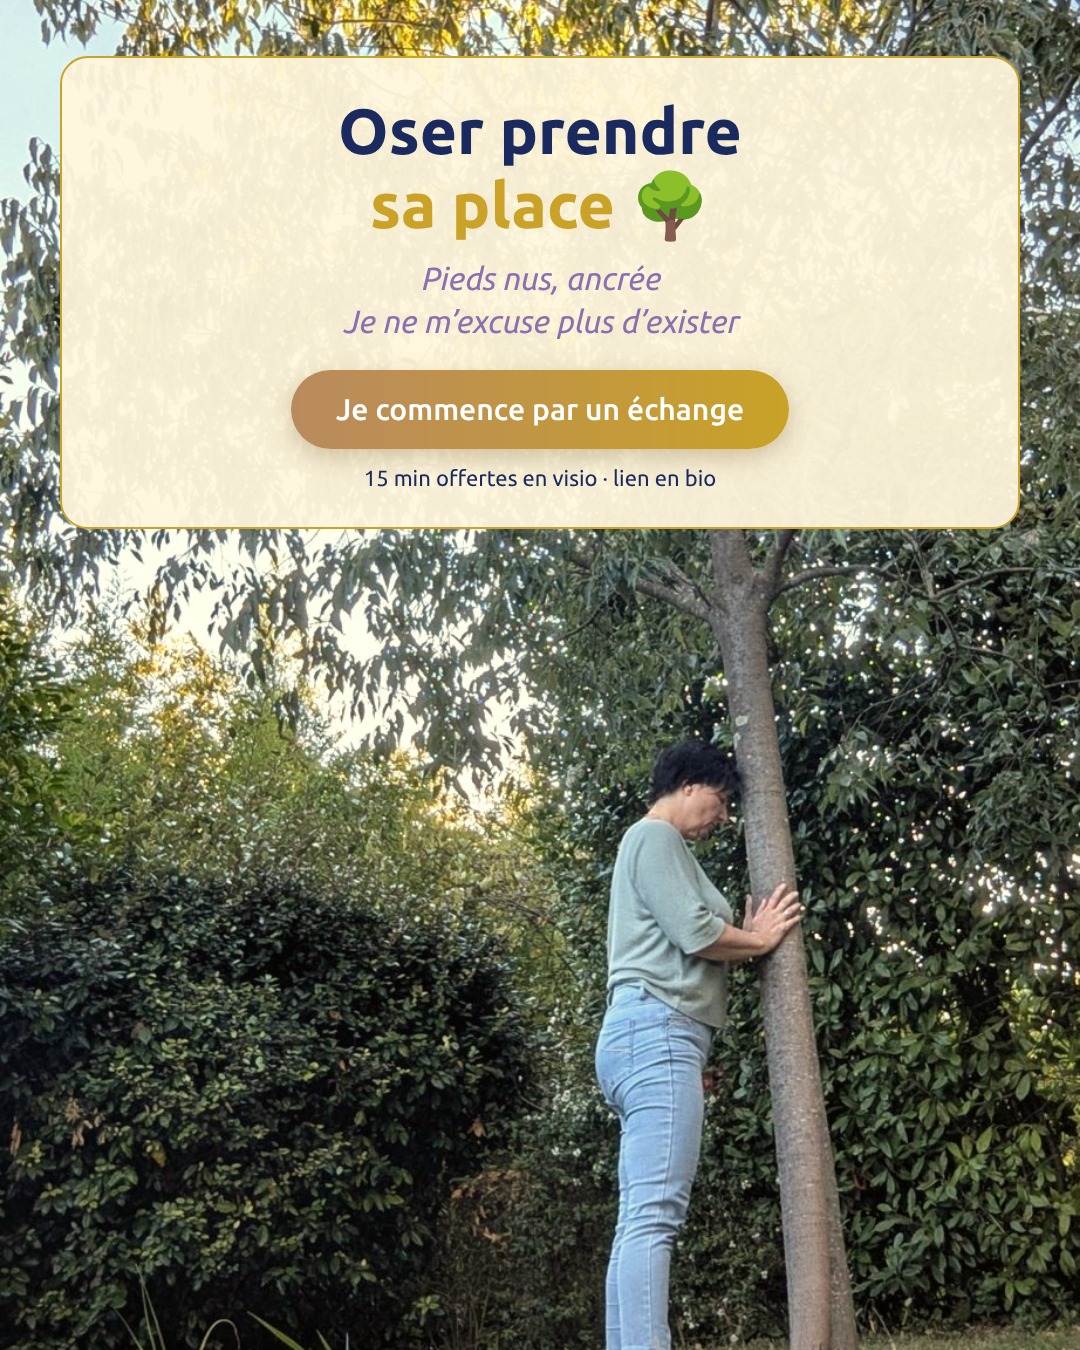 Oser prendre
sa place 🌳
Pieds nus, ancrée
Je ne m’excuse plus d’exister
Je commence par un échange
15 min offertes en visio · lien en bio